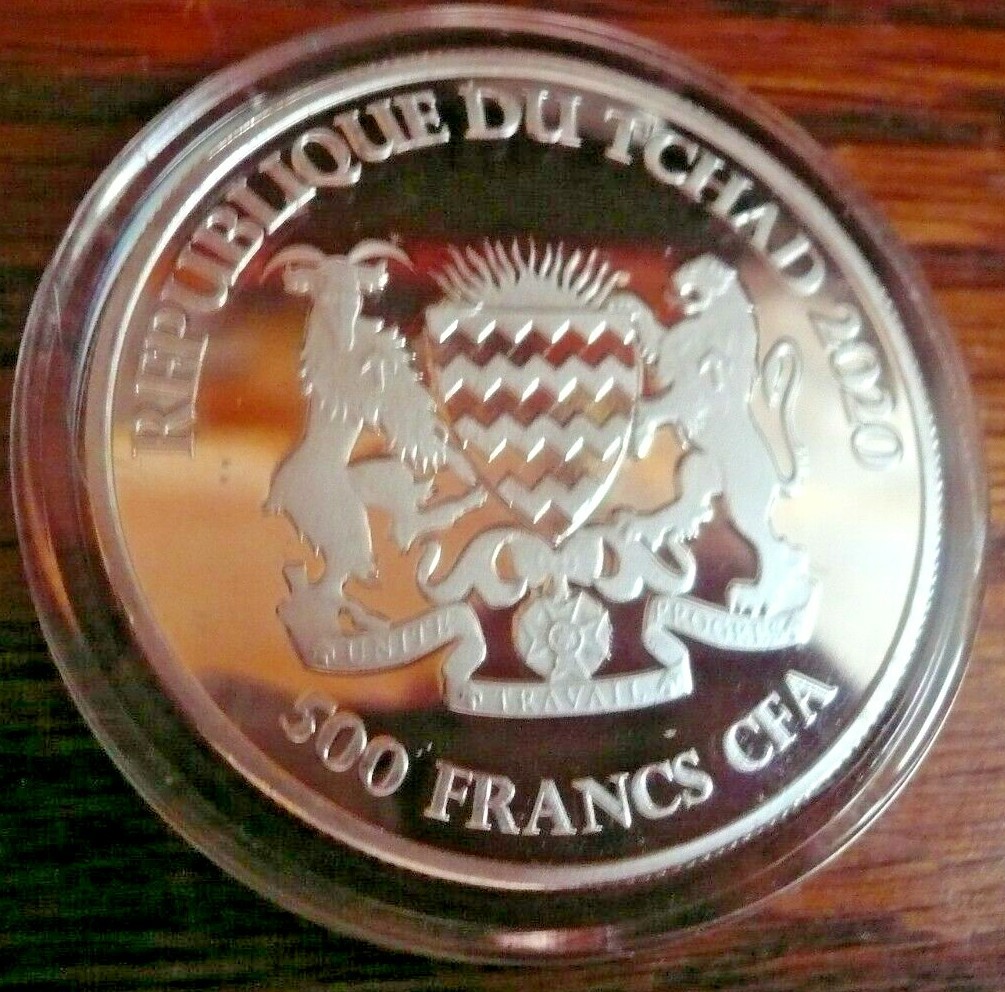 REPUBLIQUE DU TCHAD 2020
UNITE
TRAVAIL
PROGRES
500 FRANCS CFA